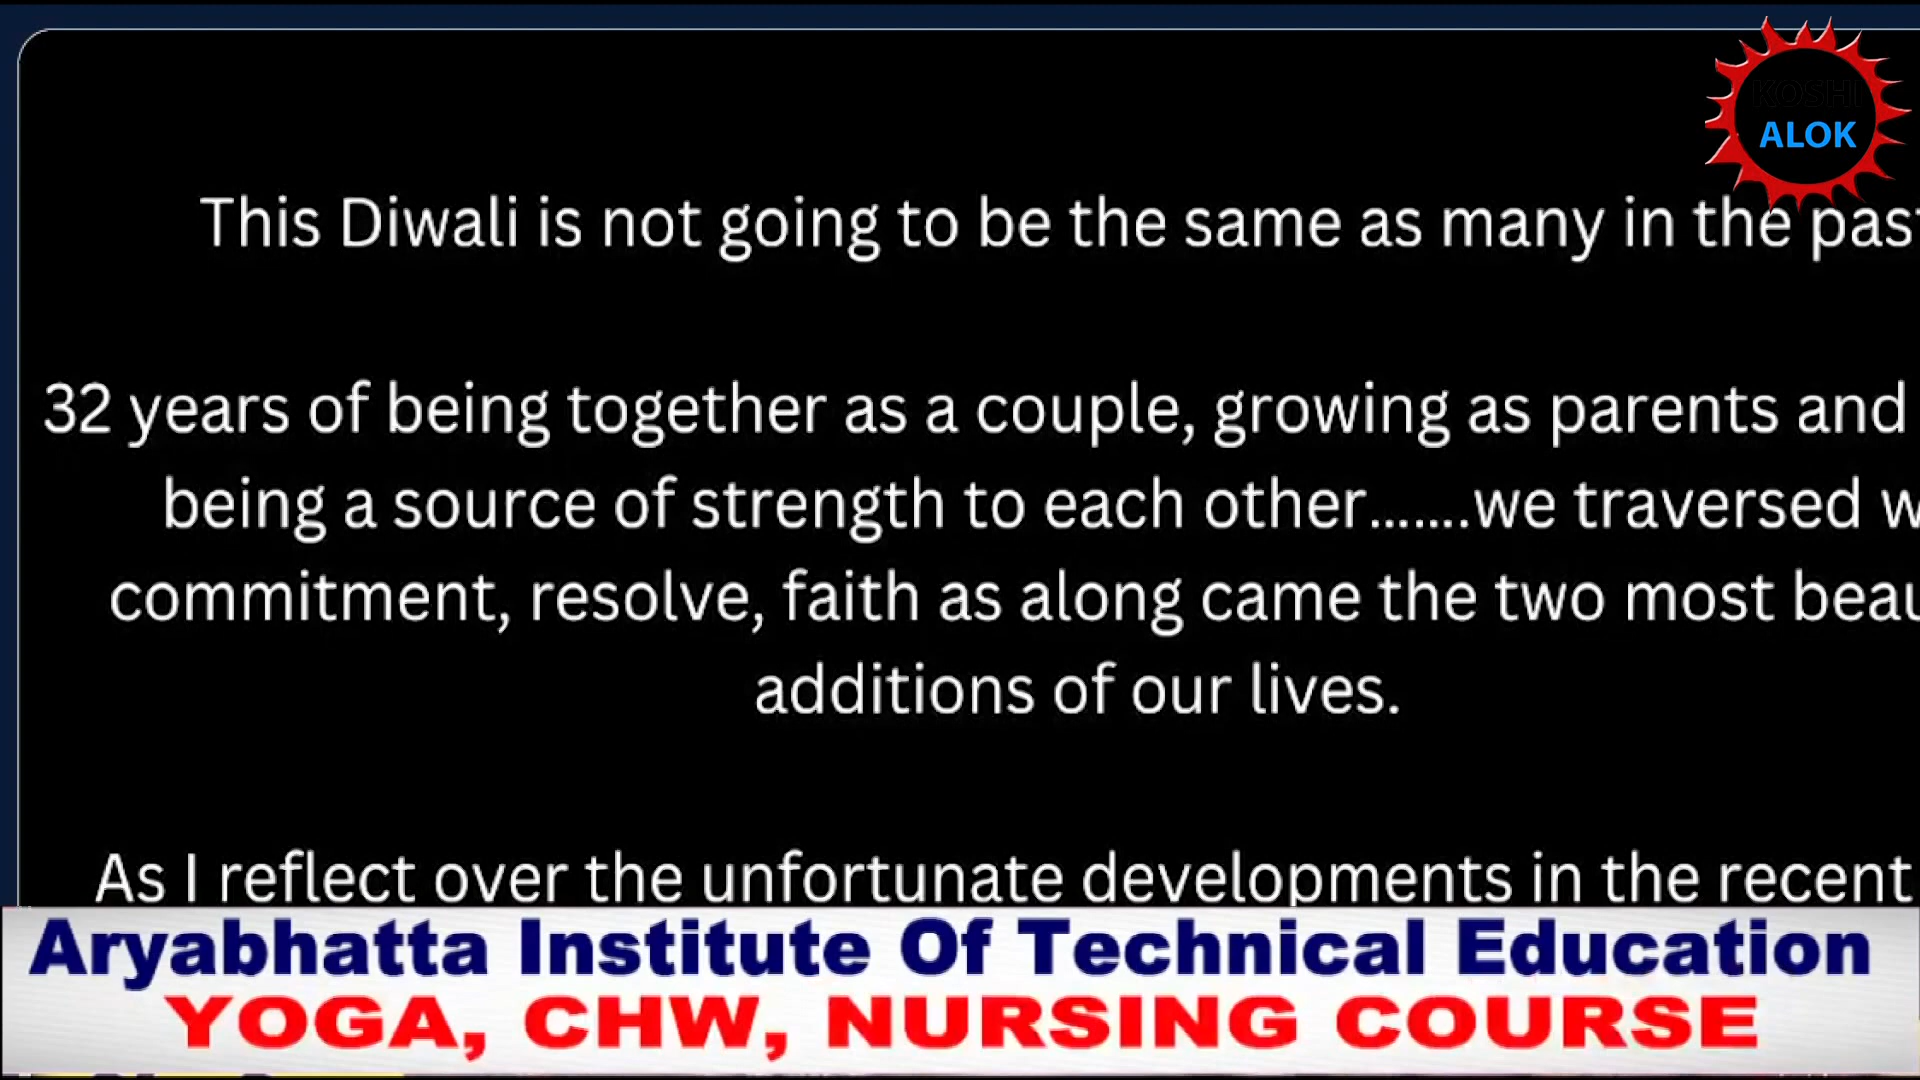 KOSHI
ALOK
This Diwali is not going to be the same as many in the past
32 years of being together as a couple, growing as parents and
being a source of strength to each other.......we traversed w
commitment, resolve, faith as along came the two most beau
additions of our lives.
As I reflect over the unfortunate developments in the recent
Aryabhatta Institute Of Technical Education
YOGA, CHW, NURSING COURSE